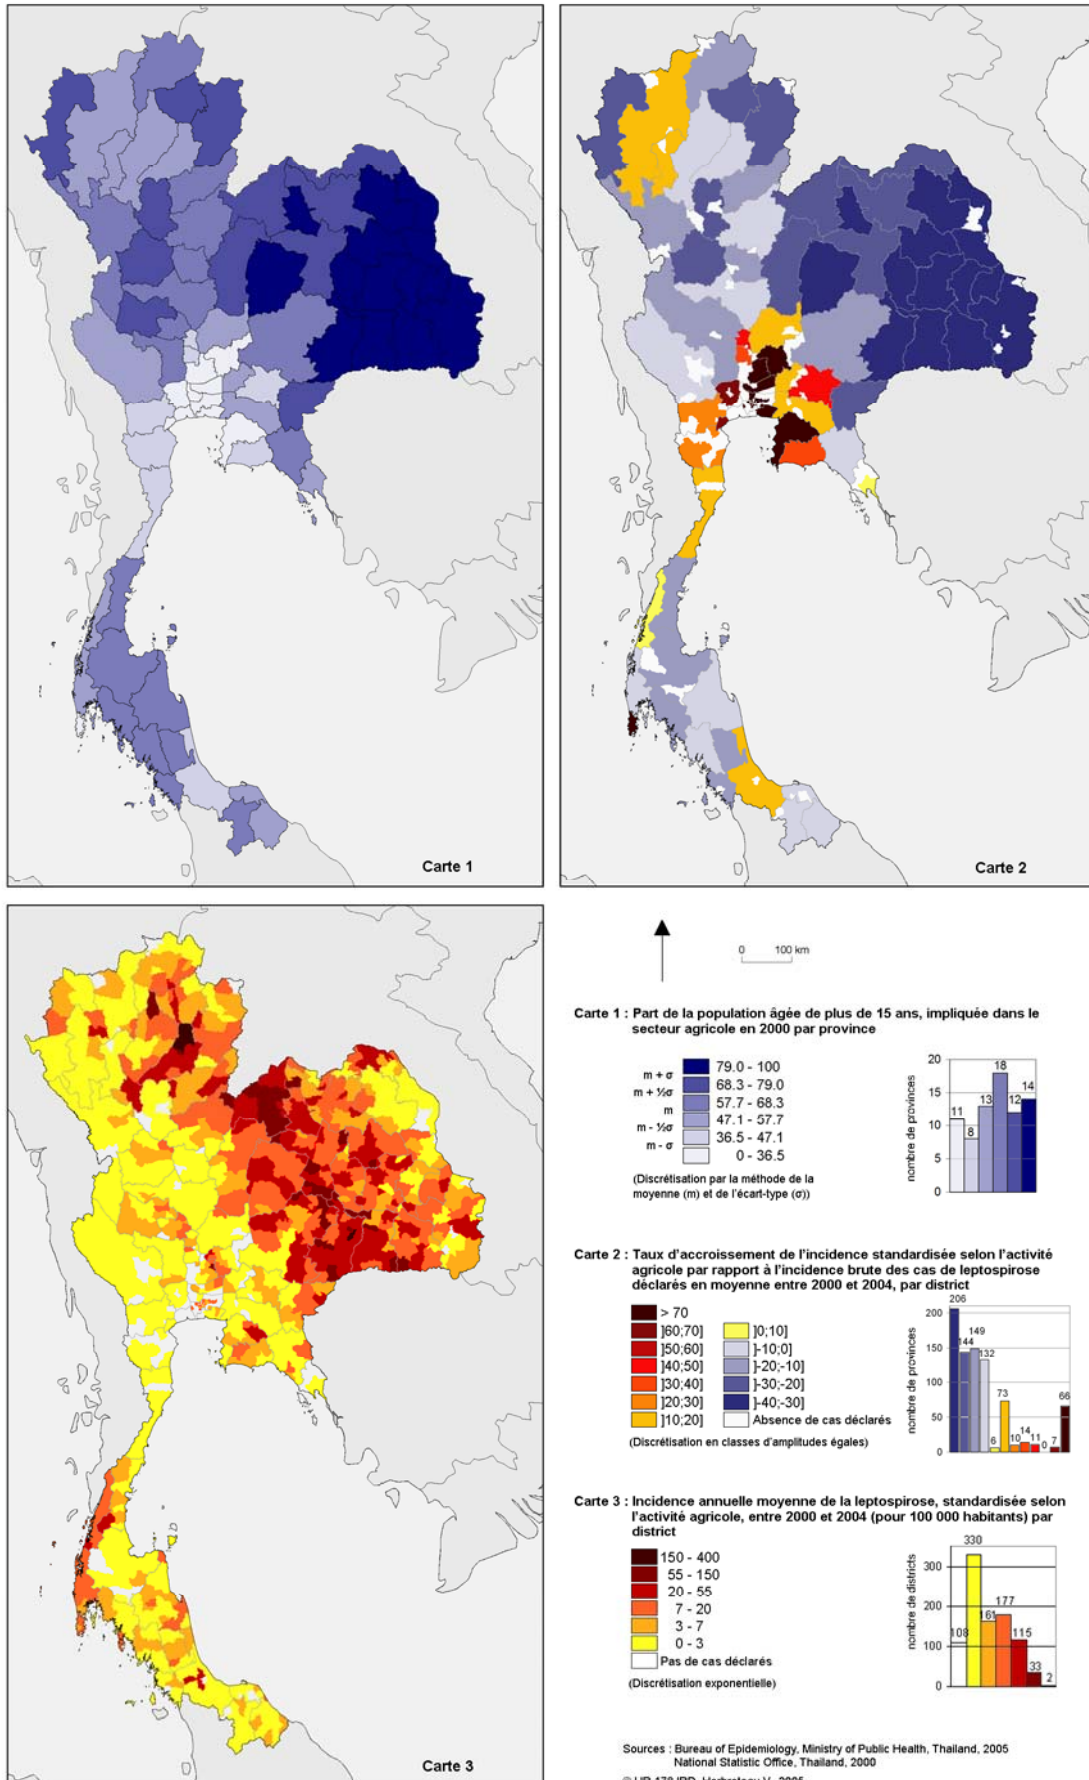 Carte 1
Carte 2
Carte 3
0 100 km
Carte 1 : Part de la population âgée de plus de 15 ans, impliquée dans le
secteur agricole en 2000 par province
m + σ
m + ½σ
m
m - ½σ
m - σ
79.0 - 100
68.3 - 79.0
57.7 - 68.3
47.1 - 57.7
36.5 - 47.1
0 - 36.5
(Discrétisation par la méthode de la
moyenne (m) et de l'écart-type (σ))
nombre de provinces
20
15
10
5
0
11 8 13 18 12 14
Carte 2 : Taux d'accroissement de l'incidence standardisée selon l'activité
agricole par rapport à l'incidence brute des cas de leptospirose
déclarés en moyenne entre 2000 et 2004, par district
> 70
]60;70]
]50;60]
]40;50]
]30;40]
]20;30]
]10;20]
]0;10]
]-10;0]
]-20;-10]
]-30;-20]
]-40;-30]
Absence de cas déclarés
(Discrétisation en classes d'amplitudes égales)
nombre de provinces
200
150
100
50
0
206 144 149 132 6 73 10 14 11 0 7 66
Carte 3 : Incidence annuelle moyenne de la leptospirose, standardisée selon
l'activité agricole, entre 2000 et 2004 (pour 100 000 habitants) par
district
150 - 400
55 - 150
20 - 55
7 - 20
3 - 7
0 - 3
Pas de cas déclarés
(Discrétisation exponentielle)
nombre de districts
300
200
100
0
108 330 161 177 115 33 2
Sources : Bureau of Epidemiology, Ministry of Public Health, Thailand, 2005
National Statistic Office, Thailand, 2000